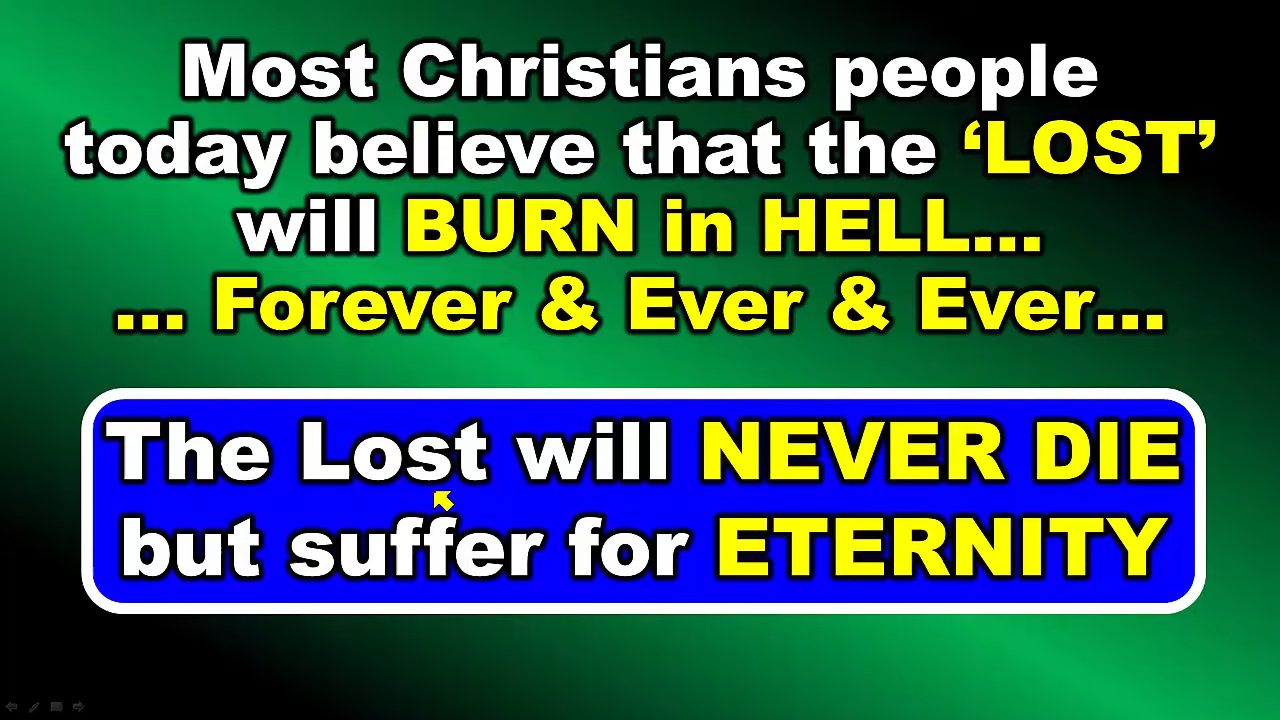 Most Christians people
today believe that the ‘LOST’
will BURN in HELL...
... Forever & Ever & Ever...
The Lost will NEVER DIE
but suffer for ETERNITY